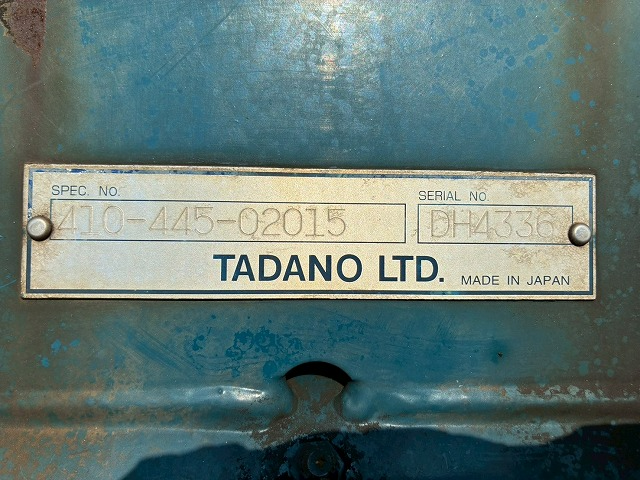 SPEC. NO.
410-445-02015
SERIAL NO.
DH4336
TADANO LTD.
MADE IN JAPAN